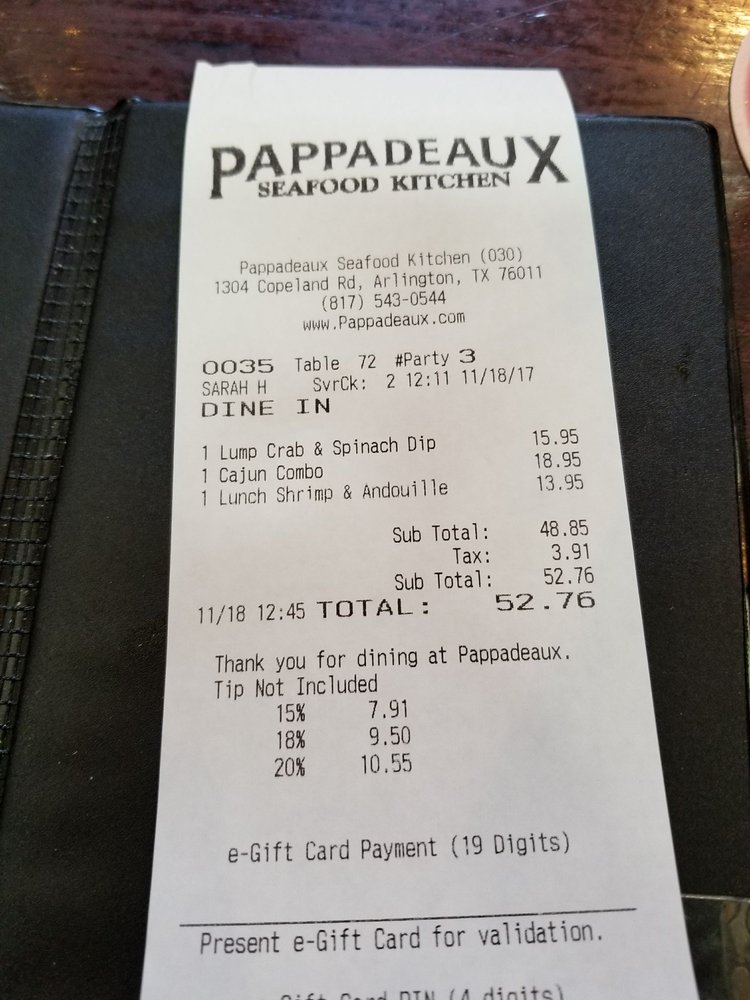 PAPPADEAUX
SEAFOOD KITCHEN
Pappadeaux Seafood Kitchen (030)
1304 Copeland Rd, Arlington, TX 76011
(817) 543-0544
www.Pappadeaux.com
0035 Table 72 #Party 3
SARAH H SvrCk: 2 12:11 11/18/17
DINE IN
1 Lump Crab & Spinach Dip 15.95
1 Cajun Combo 18.95
1 Lunch Shrimp & Andouille 13.95
Sub Total: 48.85
Tax: 3.91
Sub Total: 52.76
11/18 12:45 TOTAL: 52.76
Thank you for dining at Pappadeaux.
Tip Not Included
15% 7.91
18% 9.50
20% 10.55
e-Gift Card Payment (19 Digits)
Present e-Gift Card for validation.
Gift Card PIN (4 digits)